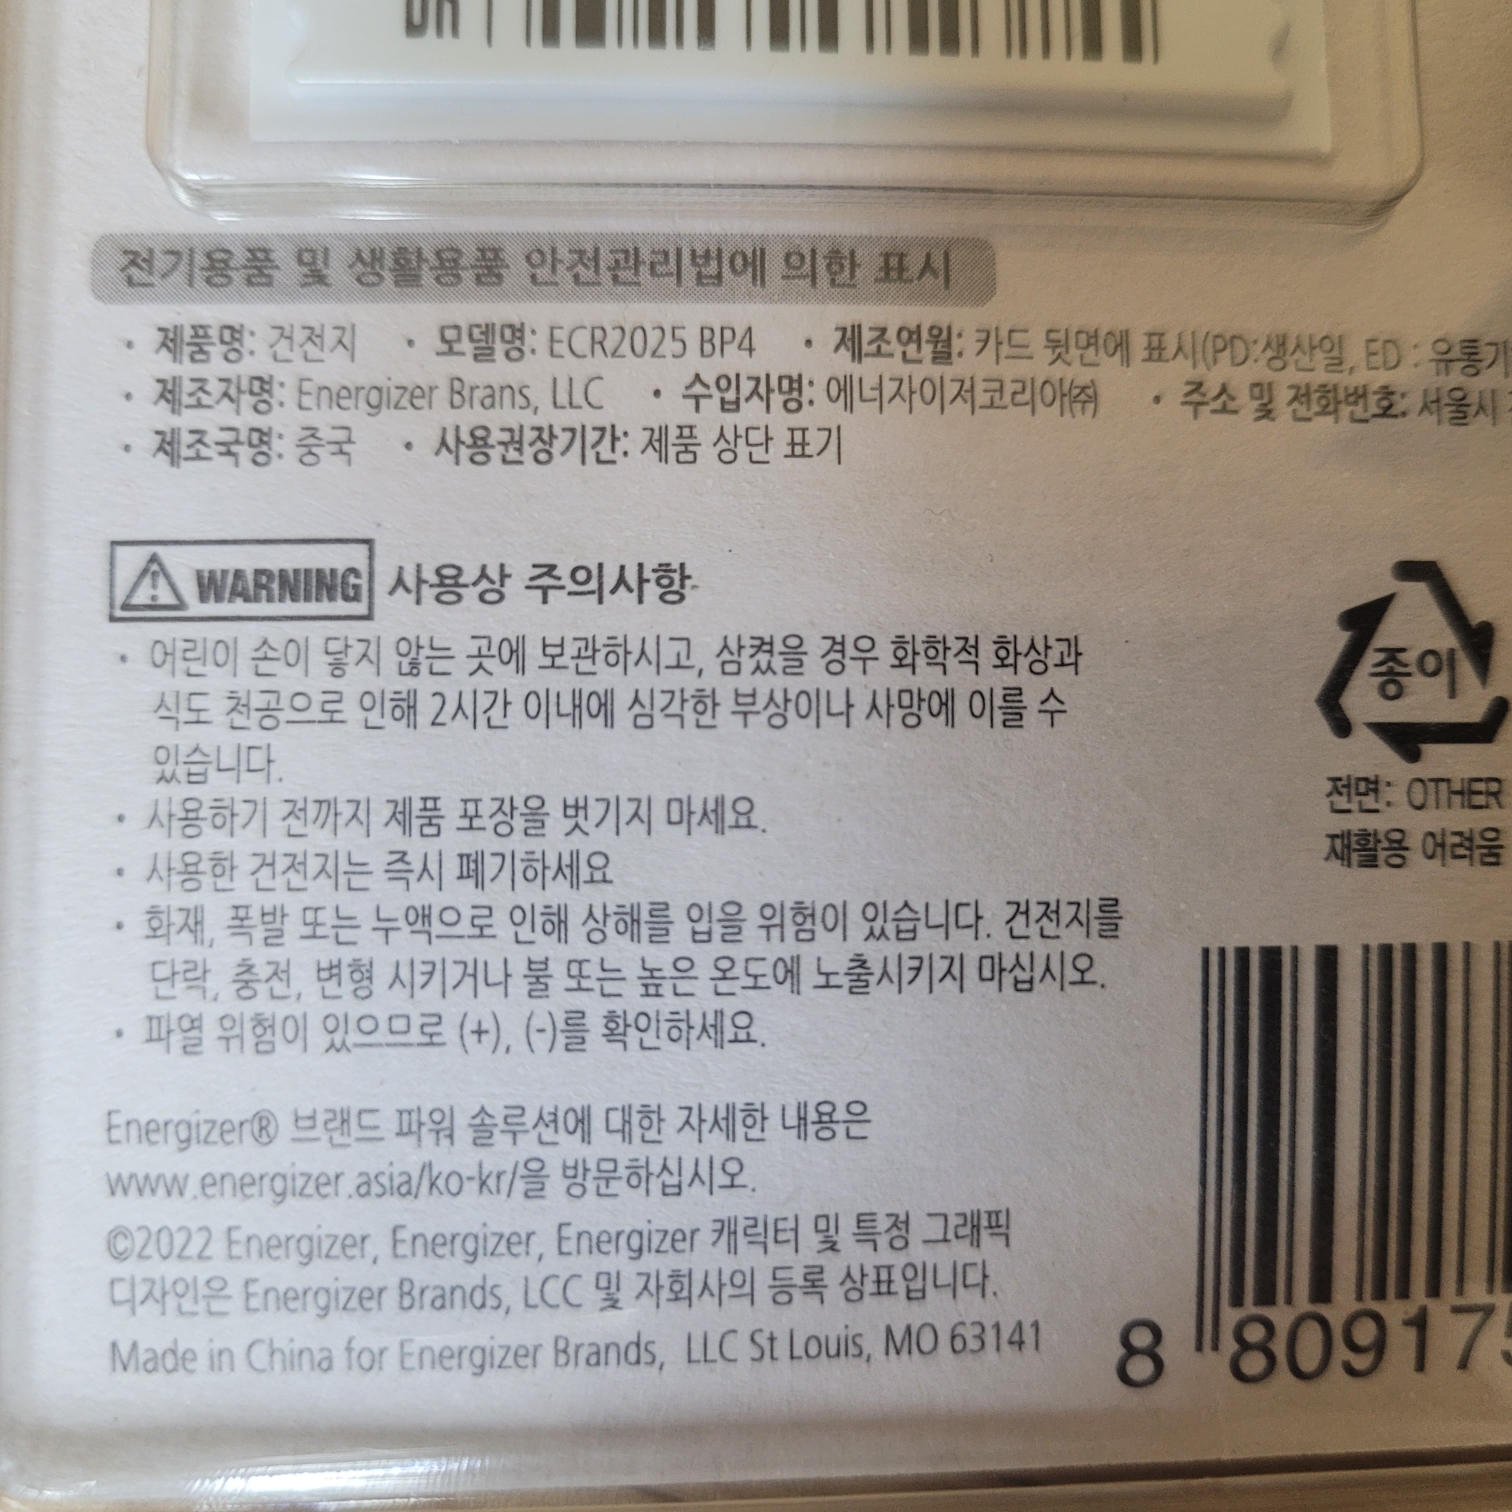 전기용품 및 생활용품 안전관리법에 의한 표시
· 제품명: 건전지 · 모델명: ECR2025 BP4 · 제조연월: 카드 뒷면에 표시(PD:생산일, ED : 유통기
· 제조자명: Energizer Brans, LLC · 수입자명: 에너자이저코리아㈜ · 주소 및 전화번호: 서울시
· 제조국명: 중국 · 사용권장기간: 제품 상단 표기
WARNING 사용상 주의사항
· 어린이 손이 닿지 않는 곳에 보관하시고, 삼켰을 경우 화학적 화상과
식도 천공으로 인해 2시간 이내에 심각한 부상이나 사망에 이를 수
있습니다.
· 사용하기 전까지 제품 포장을 벗기지 마세요.
· 사용한 건전지는 즉시 폐기하세요
· 화재, 폭발 또는 누액으로 인해 상해를 입을 위험이 있습니다. 건전지를
단락, 충전, 변형 시키거나 불 또는 높은 온도에 노출시키지 마십시오.
· 파열 위험이 있으므로 (+), (-)를 확인하세요.
종이
전면: OTHER
재활용 어려움
Energizer® 브랜드 파워 솔루션에 대한 자세한 내용은
www.energizer.asia/ko-kr/을 방문하십시오.
©2022 Energizer, Energizer, Energizer 캐릭터 및 특정 그래픽
디자인은 Energizer Brands, LCC 및 자회사의 등록 상표입니다.
Made in China for Energizer Brands, LLC St Louis, MO 63141
8 809175